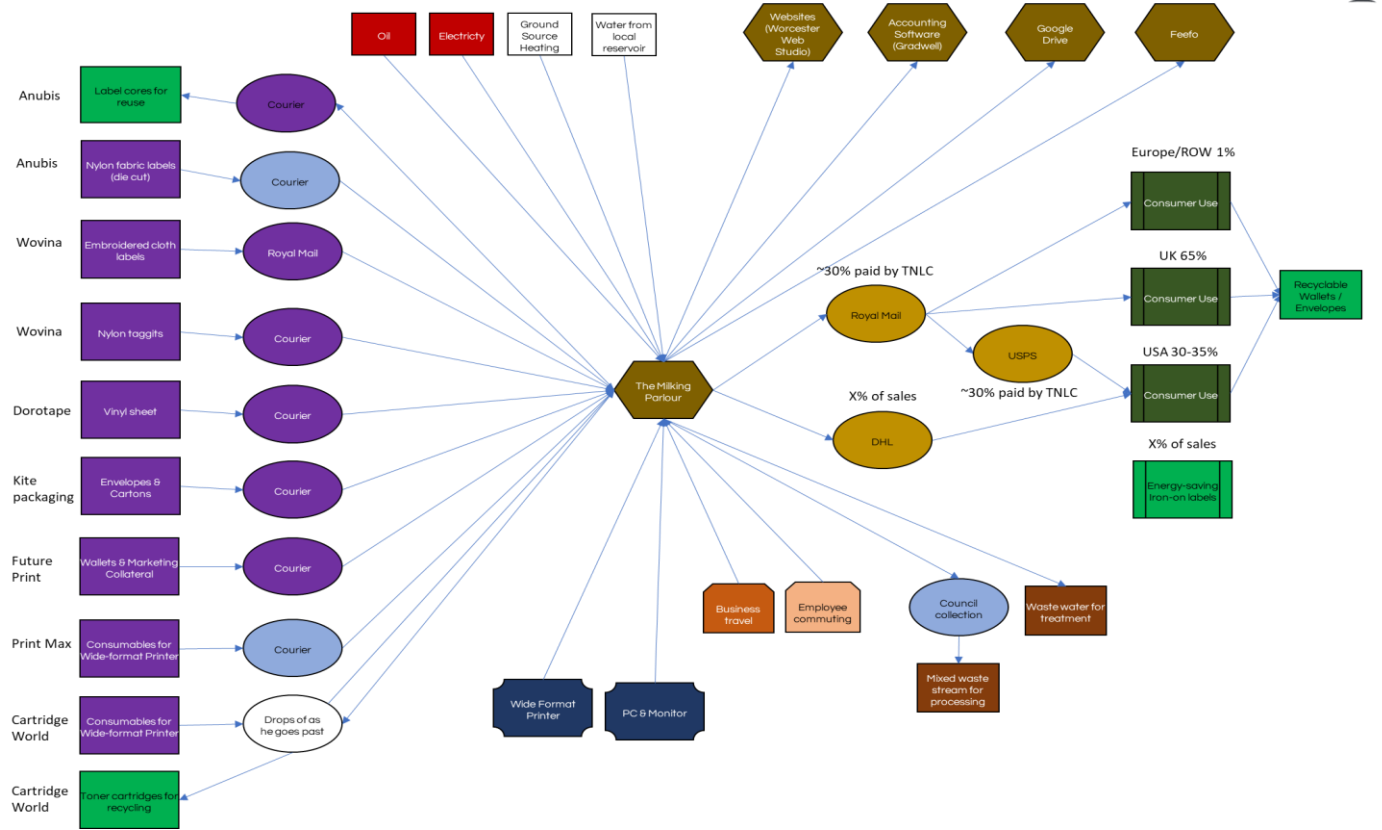 Oil
Electricty
Ground
Source
Heating
Water from
local
reservoir
Websites
(Worcester
Web
Studio)
Accounting
Software
(Gradwell)
Google
Drive
Feefo
Anubis
Label cores for
reuse
Courier
Anubis
Nylon fabric labels
(die cut)
Courier
Wovina
Embroidered cloth
labels
Royal Mail
Wovina
Nylon taggits
Courier
Dorotape
Vinyl sheet
Courier
Kite
packaging
Envelopes &
Cartons
Courier
Future
Print
Wallets & Marketing
Collateral
Courier
Print Max
Consumables for
Wide-format Printer
Courier
Cartridge
World
Consumables for
Wide-format Printer
Drops of as
he goes past
Cartridge
World
Toner cartridges for
recycling
The Milking
Parlour
~30% paid by TNLC
Royal Mail
USPS
~30% paid by TNLC
X% of sales
DHL
Europe/ROW 1%
Consumer Use
UK 65%
Consumer Use
USA 30-35%
Consumer Use
X% of sales
Energy-saving
Iron-on labels
Recyclable
Wallets /
Envelopes
Wide Format
Printer
PC & Monitor
Business
travel
Employee
commuting
Council
collection
Mixed waste
stream for
processing
Waste water for
treatment